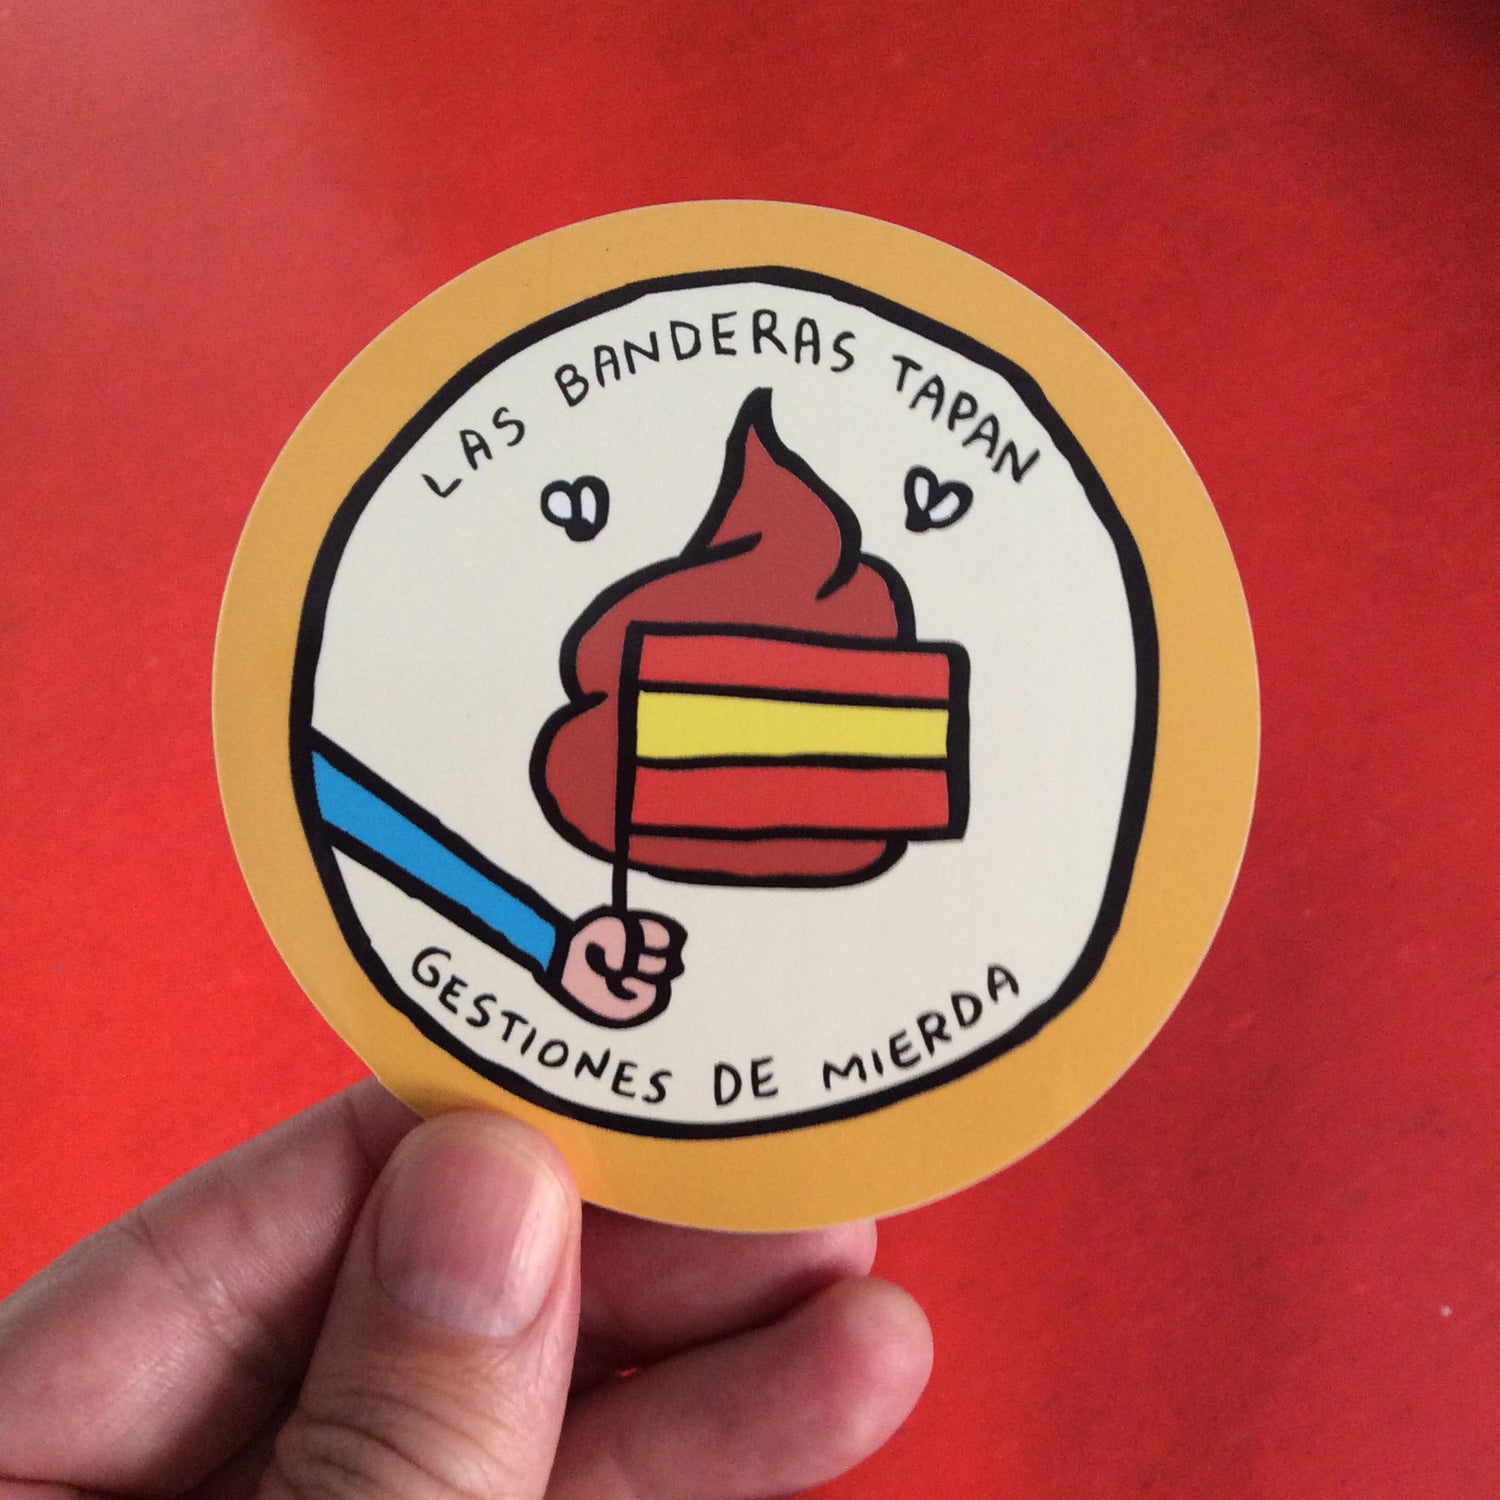 LAS BANDERAS TAPAN
GESTIONES DE MIERDA